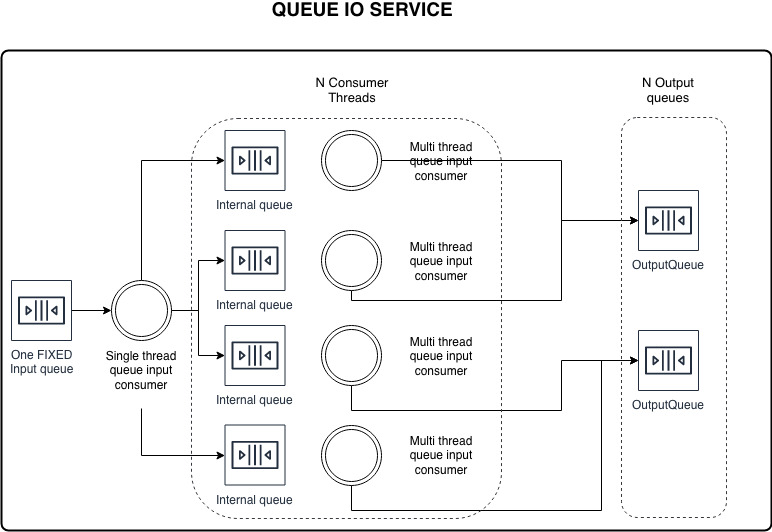 QUEUE IO SERVICE
N Consumer
Threads
N Output
queues
Multi thread
queue input
consumer
Internal queue
Multi thread
queue input
consumer
OutputQueue
Internal queue
One FIXED
Input queue
Single thread
queue input
consumer
Multi thread
queue input
consumer
Internal queue
OutputQueue
Multi thread
queue input
consumer
Internal queue